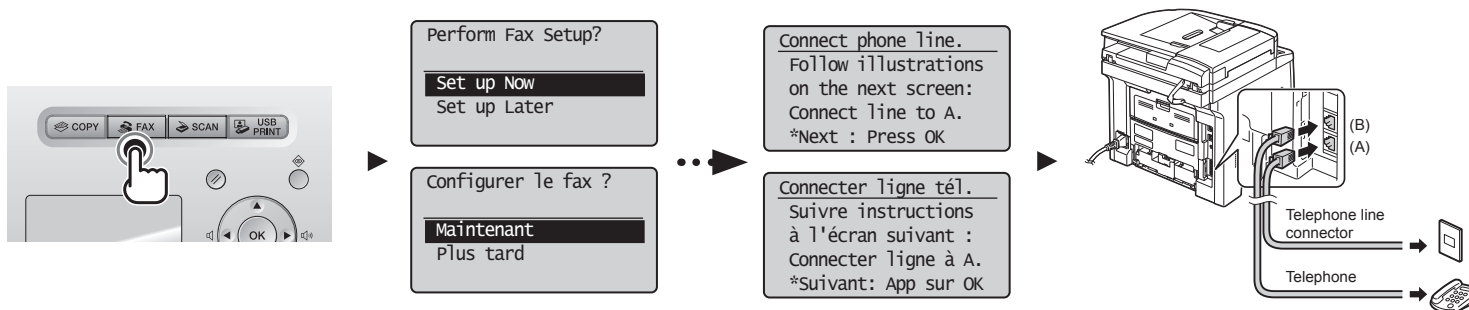 COPY
FAX
SCAN
USB
PRINT
OK
Perform Fax Setup?
Set up Now
Set up Later
Configurer le fax ?
Maintenant
Plus tard
Connect phone line.
Follow illustrations
on the next screen:
Connect line to A.
*Next : Press OK
Connecter ligne tél.
Suivre instructions
à l'écran suivant :
Connecter ligne à A.
*Suivant: App sur OK
(B)
(A)
Telephone line
connector
Telephone